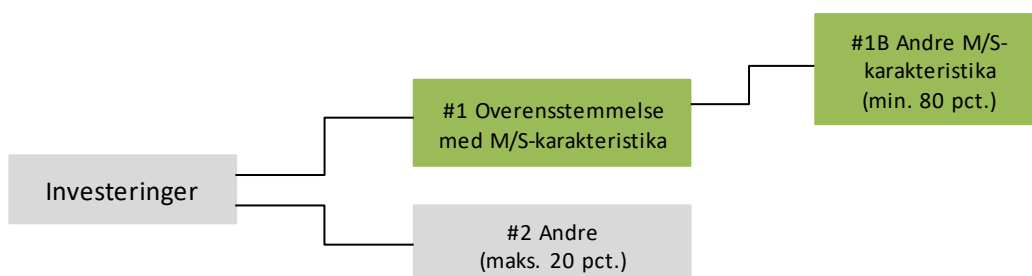 Investeringer
#1 Overensstemmelse
med M/S-karakteristika
#1B Andre M/S-
karakteristika
(min. 80 pct.)
#2 Andre
(maks. 20 pct.)